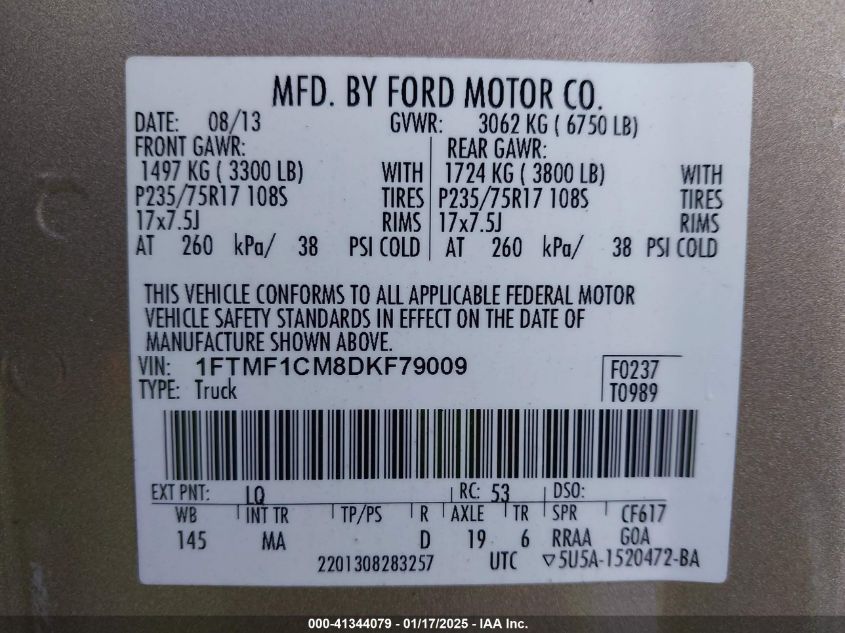 MFD. BY FORD MOTOR CO.
DATE: 08/13 GVWR: 3062 KG ( 6750 LB)
FRONT GAWR: REAR GAWR:
1497 KG ( 3300 LB) WITH 1724 KG ( 3800 LB) WITH
P235/75R17 108S TIRES P235/75R17 108S TIRES
17x7.5J RIMS 17x7.5J RIMS
AT 260 kPa/ 38 PSI COLD AT 260 kPa/ 38 PSI COLD
THIS VEHICLE CONFORMS TO ALL APPLICABLE FEDERAL MOTOR
VEHICLE SAFETY STANDARDS IN EFFECT ON THE DATE OF
MANUFACTURE SHOWN ABOVE.
VIN: 1FTMF1CM8DKF79009 F0237
TYPE: Truck T0989
EXT PNT: LQ RC: 53 DSO:
WB INT TR TP/PS R AXLE TR SPR CF617
145 MA D 19 6 RRAA GOA
2201308283257 UTC ▽5U5A-1520472-BA
000-41344079 - 01/17/2025 - IAA Inc.